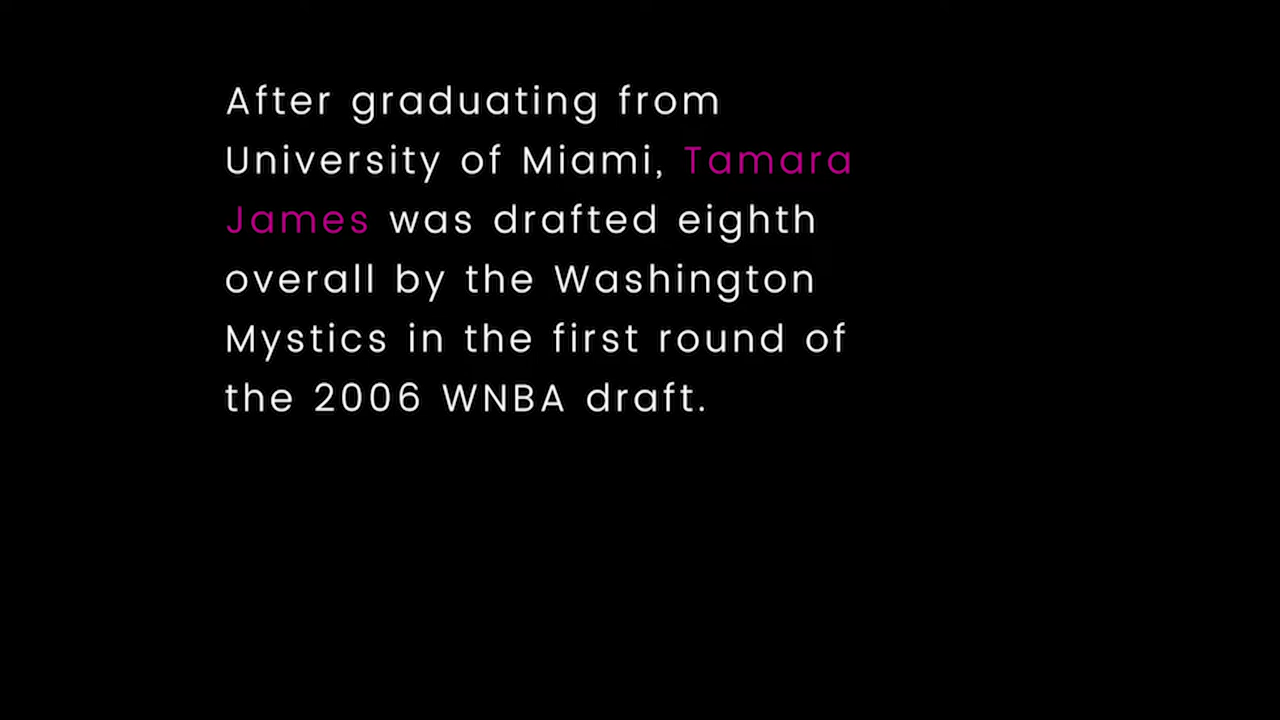 After graduating from
University of Miami, Tamara
James was drafted eighth
overall by the Washington
Mystics in the first round of
the 2006 WNBA draft.